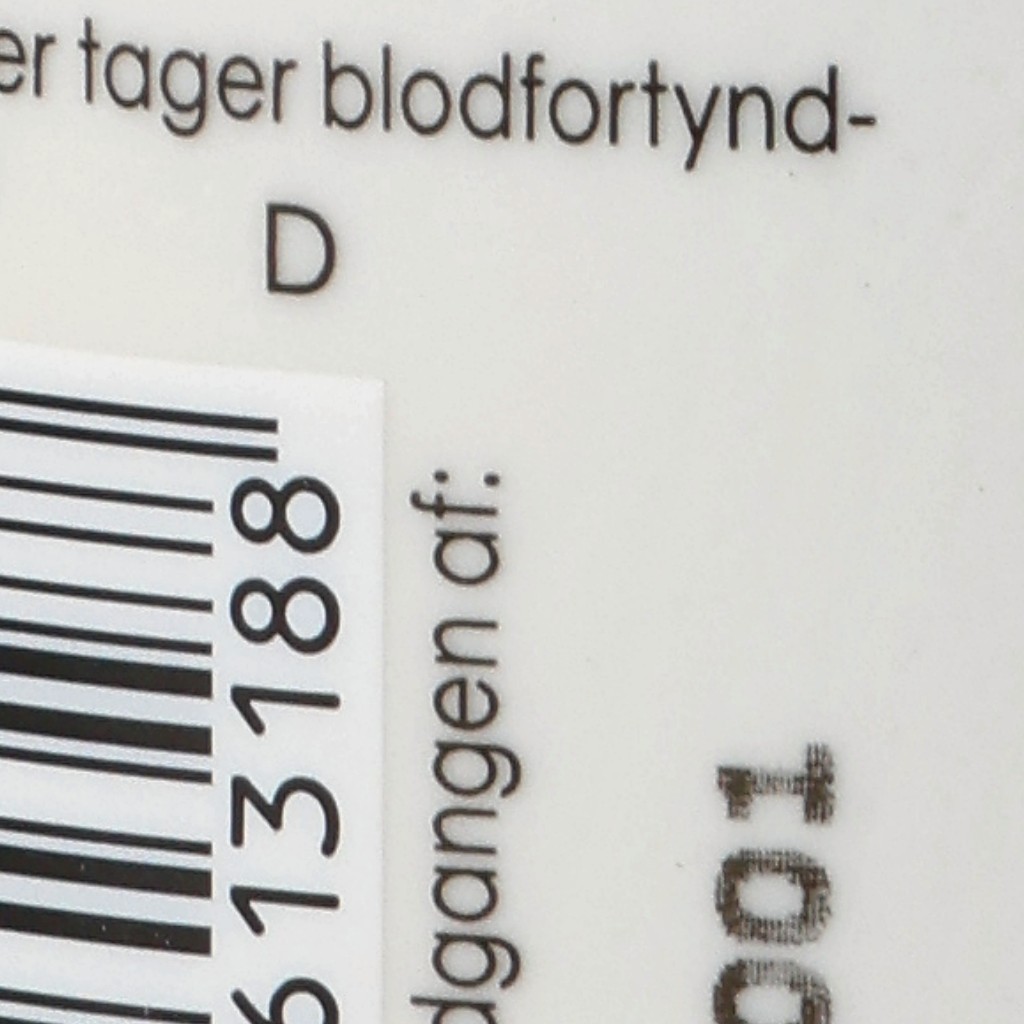 er tager blodfortynd-
D
613188
dgangen af:
001